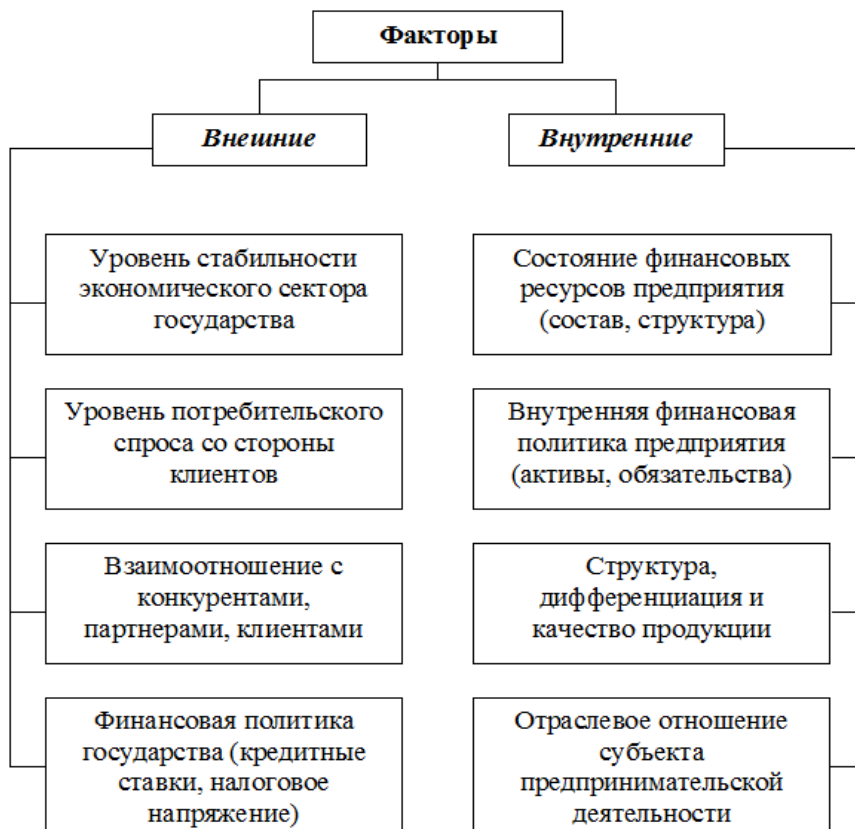 Факторы
Внешние
Внутренние
Уровень стабильности
экономического сектора
государства
Состояние финансовых
ресурсов предприятия
(состав, структура)
Уровень потребительского
спроса со стороны
клиентов
Внутренняя финансовая
политика предприятия
(активы, обязательства)
Взаимоотношение с
конкурентами,
партнерами, клиентами
Структура,
дифференциация и
качество продукции
Финансовая политика
государства (кредитные
ставки, налоговое
напряжение)
Отраслевое отношение
субъекта
предпринимательской
деятельности